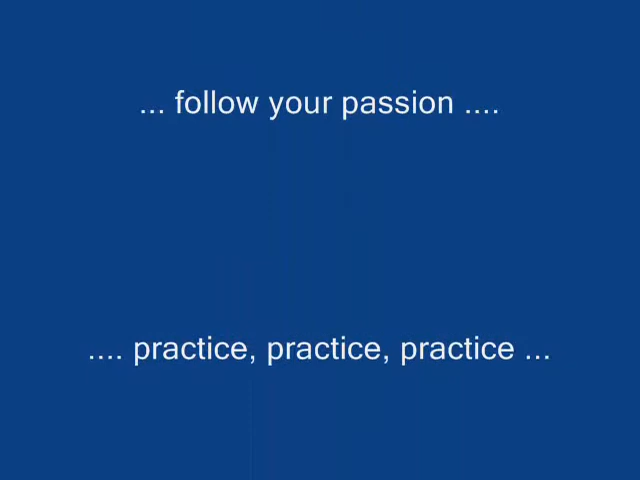 ... follow your passion ....
.... practice, practice, practice ...